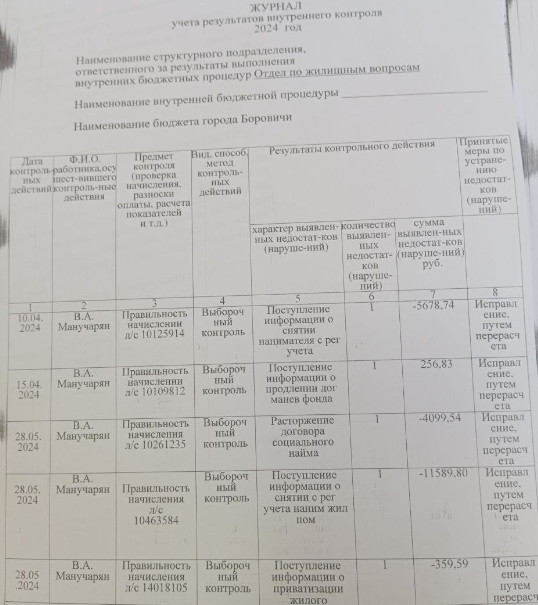 ЖУРНАЛ
учета результатов внутреннего контроля
2024 год
Наименование структурного подразделения,
ответственного за результаты выполнения
внутренних бюджетных процедур Отдел по жилищным вопросам
Наименование внутренней бюджетной процедуры
Наименование бюджета города Боровичи
Дата
контроль-
ных
действий
Ф.И.О.
работника,осу
шест-вившего
контроль-ные
действия
Предмет
контроля
(проверка
начисления,
разноски
оплаты, расчета
показателей
и т.д.)
Вид, способ,
метод
контроль-
ных
действий
Результаты контрольного действия
Принятые
меры по
устране-
нию
недостат-
ков
(наруше-
ний)
характер выявлен-
ных недостат-ков
(наруше-ний)
количество
выявлен-
ных
недостат-
ков
(наруше-
ний)
сумма
выявлен-ных
недостат-ков
(наруше-ний)
руб.
1 2 3 4 5 6 7 8
10.04.
2024
В.А.
Манучарян
Правильность
начислении
л/с 10125914
Выбороч
ный
контроль
Поступление
информации о
снятии
нанимателя с рег
учета
1
-5678,74
Исправл
ение,
путем
перерасч
ета
15.04.
2024
В.А.
Манучарян
Правильность
начислении
л/с 10109812
Выбороч
ный
контроль
Поступление
информации о
продлении дог
манев фонда
1
256,83
Исправл
ение,
путем
перерасч
ета
28.05.
2024
В.А.
Манучарян
Правильность
начисления
л/с 10261235
Выбороч
ный
контроль
Расторжение
договора
социального
найма
1
-4099,54
Исправл
ение,
путем
перерасч
ета
28.05.
2024
В.А.
Манучарян
Правильность
начисления
л/с
10463584
Выбороч
ный
контроль
Поступление
информации о
снятии с рег
учета наним жил
пом
1
-11589,80
Исправл
ение,
путем
перерасч
ета
28.05
.2024
В.А.
Манучарян
Правильность
начисления
л/с 14018105
Выбороч
ный
контроль
Поступление
информации о
приватизации
жилого
1
-359,59
Исправл
ение,
путем
перерасч